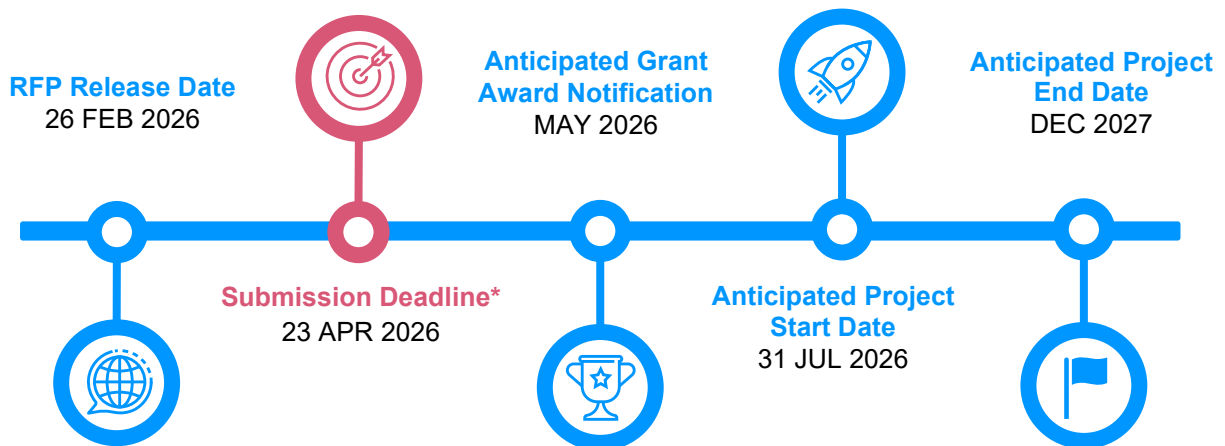 RFP Release Date
26 FEB 2026
Submission Deadline*
23 APR 2026
Anticipated Grant
Award Notification
MAY 2026
Anticipated Project
Start Date
31 JUL 2026
Anticipated Project
End Date
DEC 2027